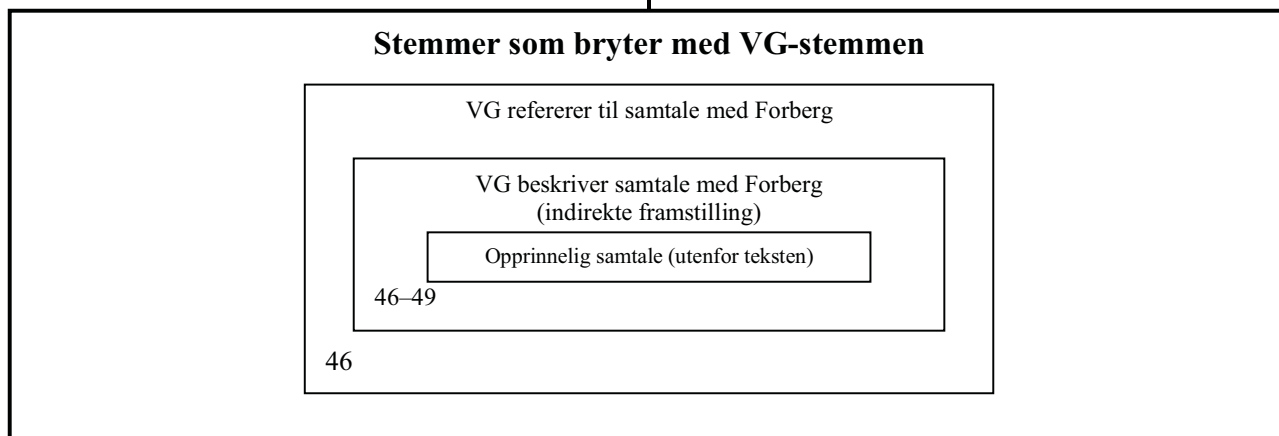 Stemmer som bryter med VG-stemmen
VG refererer til samtale med Forberg
VG beskriver samtale med Forberg
(indirekte framstilling)
Opprinnelig samtale (utenfor teksten)
46–49
46